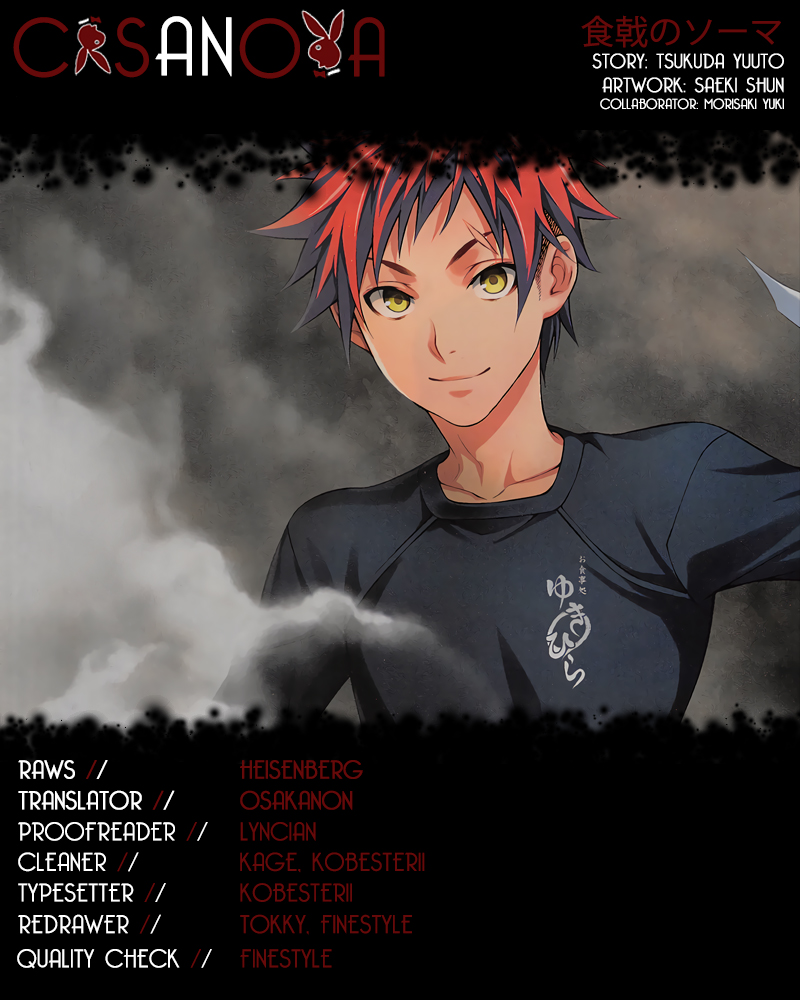 CASANOVA
食戟のソーマ
STORY: TSUKUDA YUUTO
ARTWORK: SAEKI SHUN
COLLABORATOR: MORISAKI YUKI
お食事処
ゆきひら
RAWS // HEISENBERG
TRANSLATOR // OSAKANON
PROOFREADER // LYNCIAN
CLEANER // KAGE, KOBESTERII
TYPESETTER // KOBESTERII
REDRAWER // TOKKY, FINESTYLE
QUALITY CHECK // FINESTYLE